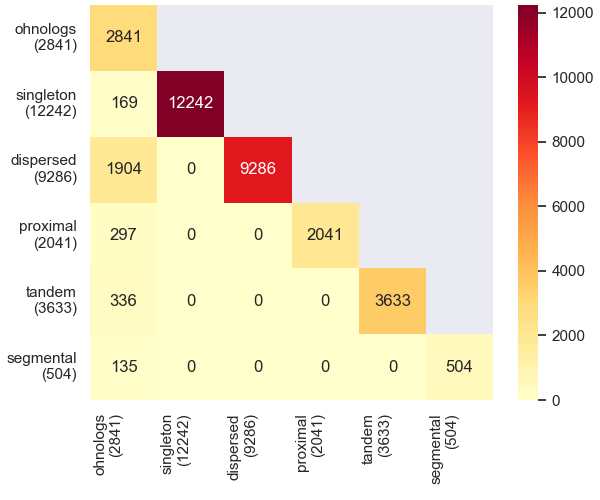 ohnologs
(2841)
singleton
(12242)
dispersed
(9286)
proximal
(2041)
tandem
(3633)
segmental
(504)
2841
169 12242
1904 0 9286
297 0 0 2041
336 0 0 0 3633
135 0 0 0 0 504
ohnologs
(2841)
singleton
(12242)
dispersed
(9286)
proximal
(2041)
tandem
(3633)
segmental
(504)
12000
10000
8000
6000
4000
2000
0